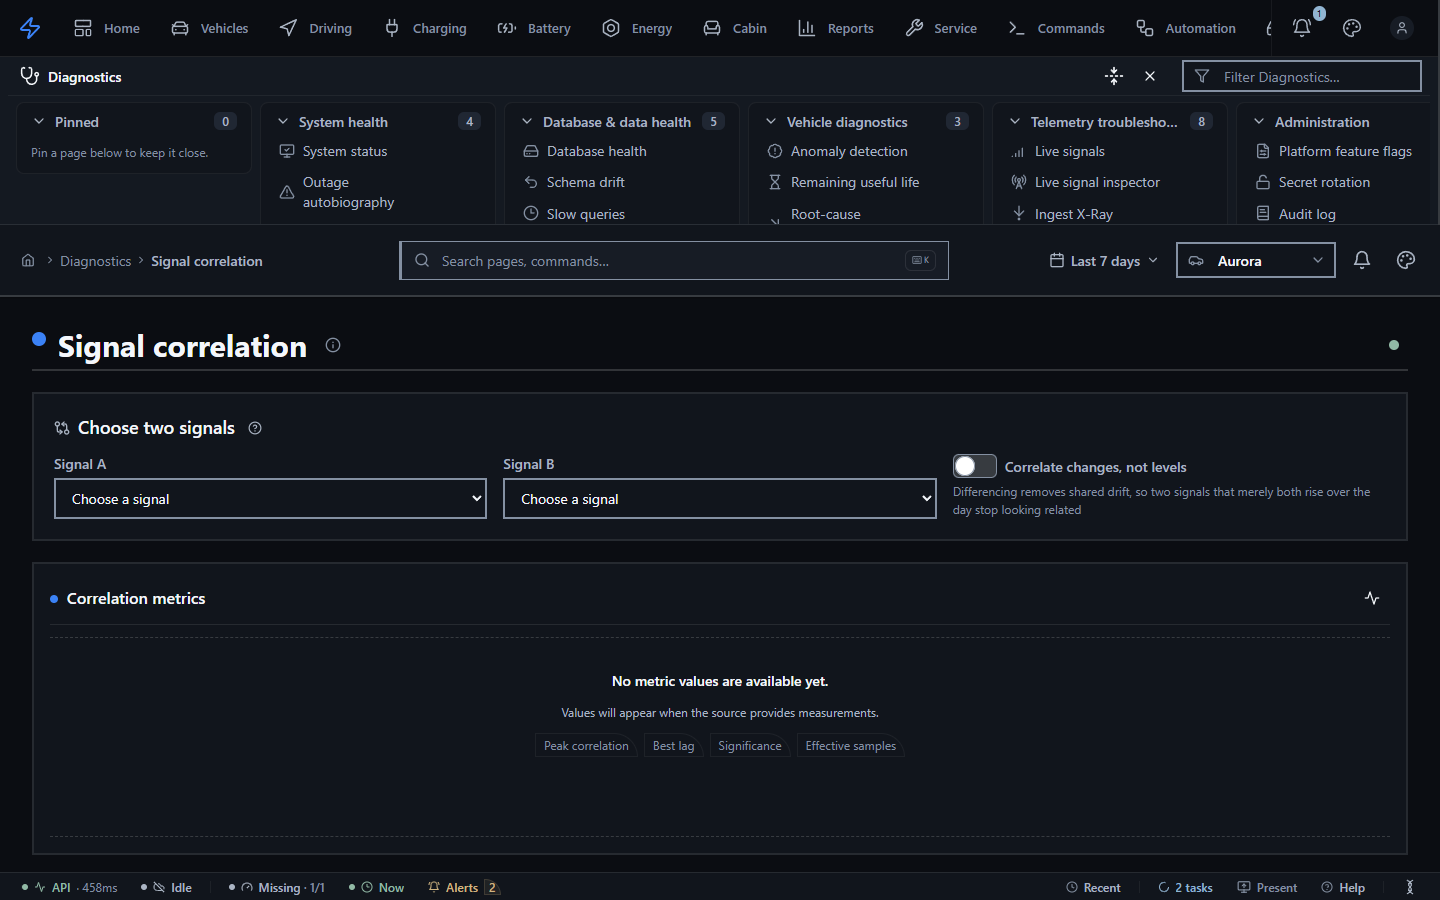 Home
Vehicles
Driving
Charging
Battery
Energy
Cabin
Reports
Service
Commands
Automation
1
Diagnostics
Filter Diagnostics...
Pinned 0
Pin a page below to keep it close.
System health 4
System status
Outage
autobiography
Database & data health 5
Database health
Schema drift
Slow queries
Vehicle diagnostics 3
Anomaly detection
Remaining useful life
Root-cause
Telemetry troublesho... 8
Live signals
Live signal inspector
Ingest X-Ray
Administration
Platform feature flags
Secret rotation
Audit log
Diagnostics
Signal correlation
Search pages, commands...
K
Last 7 days
Aurora
Signal correlation
Choose two signals
Signal A
Choose a signal
Signal B
Choose a signal
Correlate changes, not levels
Differencing removes shared drift, so two signals that merely both rise over the
day stop looking related
Correlation metrics
No metric values are available yet.
Values will appear when the source provides measurements.
Peak correlation
Best lag
Significance
Effective samples
API · 458ms
Idle
Missing · 1/1
Now
Alerts 2
Recent
2 tasks
Present
Help